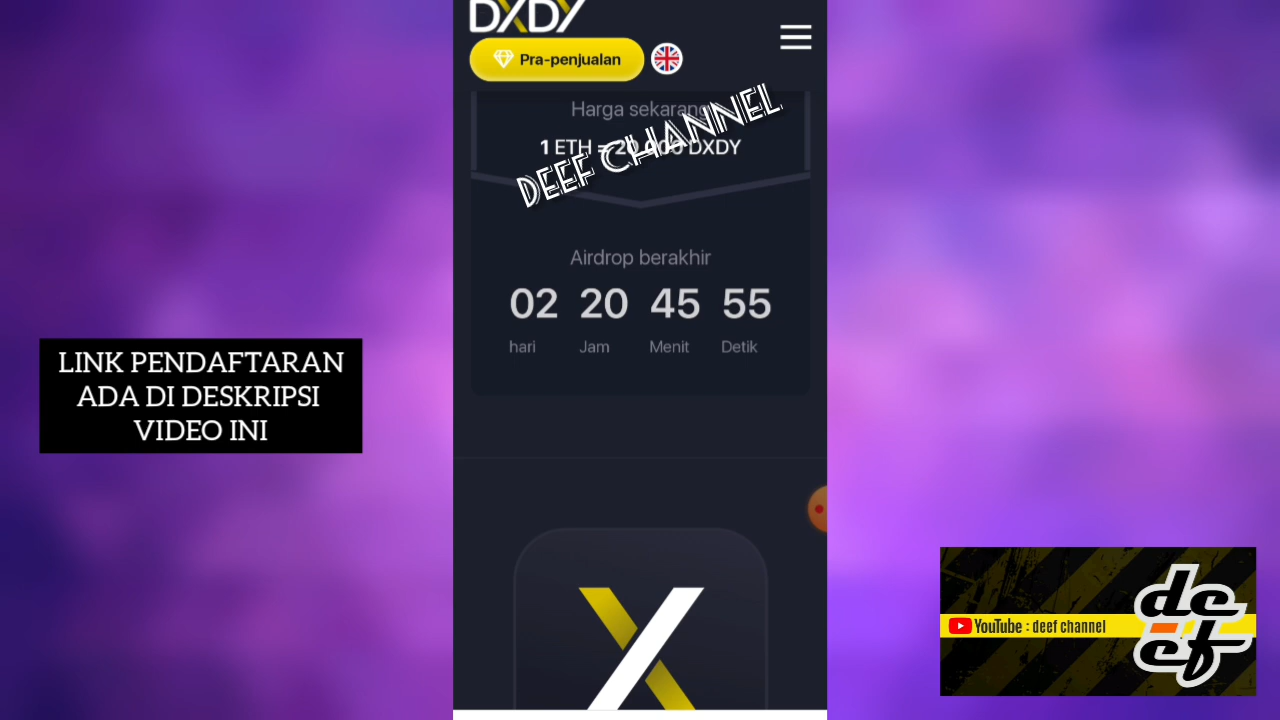 DXDY
Pra-penjualan
Harga sekarang
1 ETH = 20,000 DXDY
DEEF CHANNEL
Airdrop berakhir
02 20 45 55
hari Jam Menit Detik
LINK PENDAFTARAN
ADA DI DESKRIPSI
VIDEO INI
YouTube : deef channel
deef